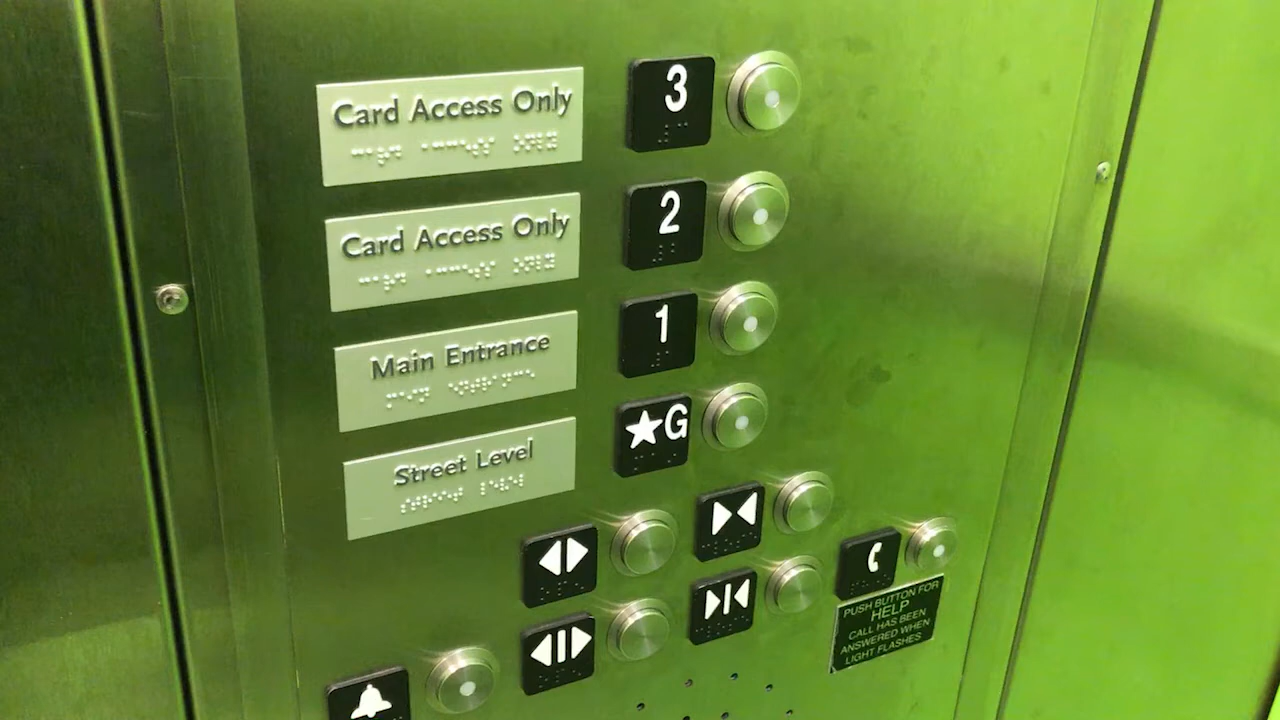 Card Access Only
3
Card Access Only
2
Main Entrance
1
Street Level
★G
PUSH BUTTON FOR
HELP
CALL HAS BEEN
ANSWERED WHEN
LIGHT FLASHES